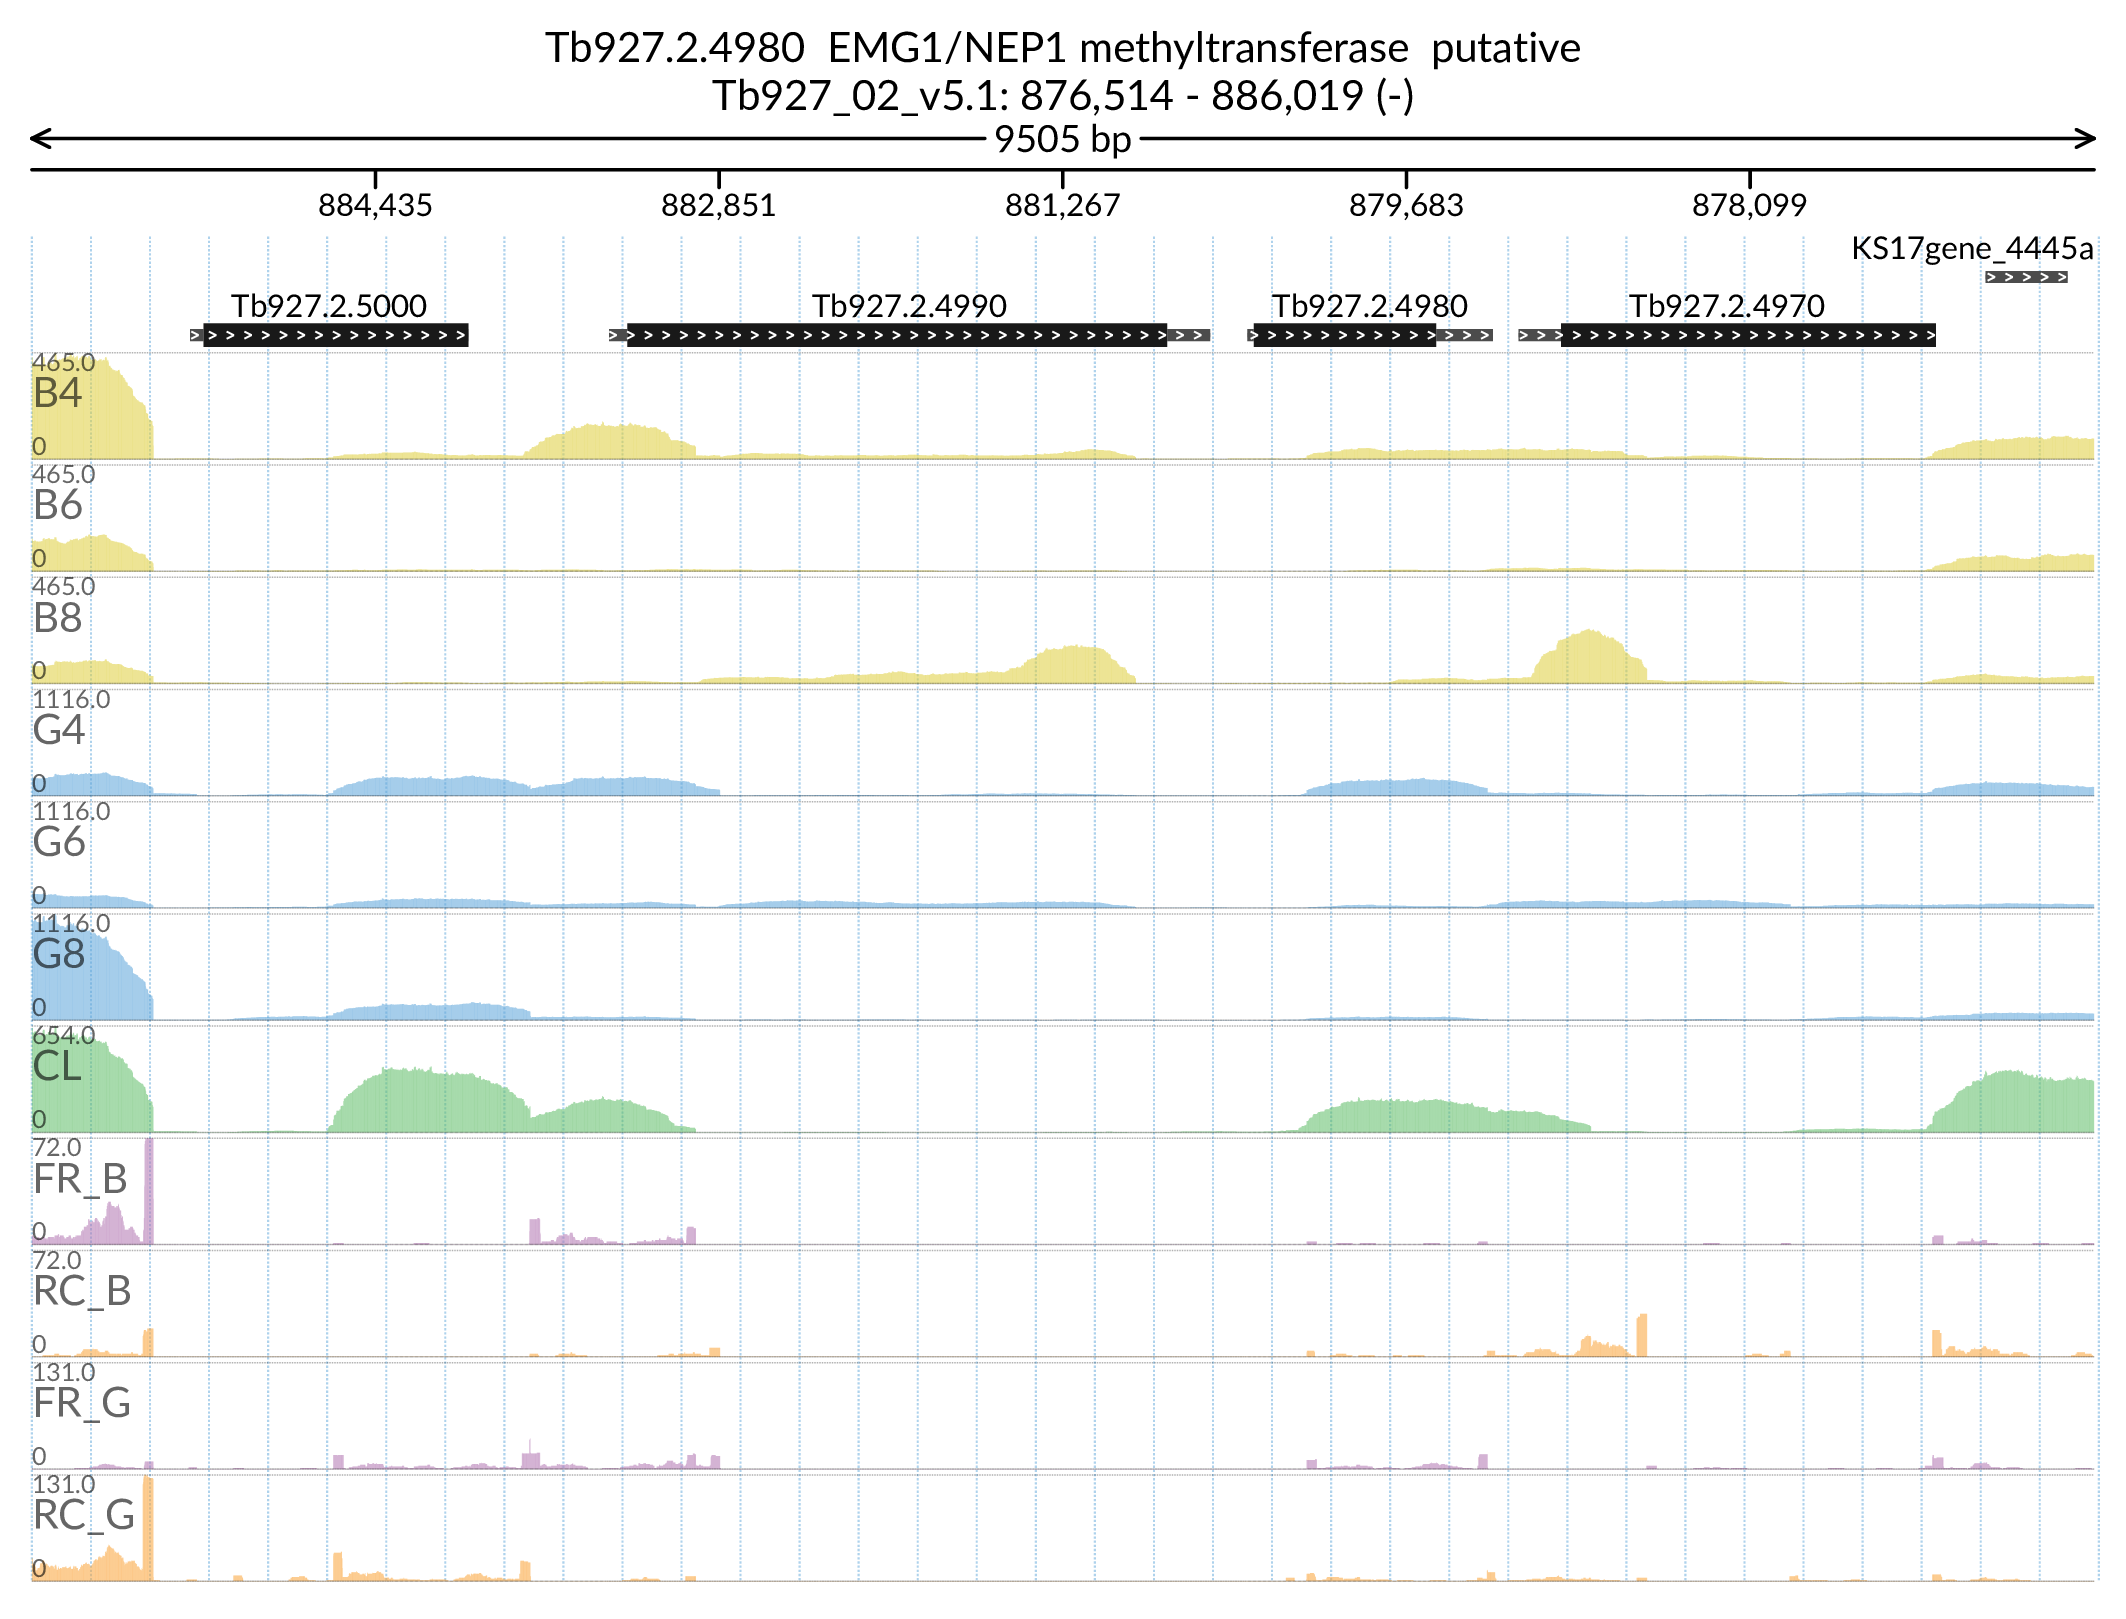 Tb927.2.4980  EMG1/NEP1 methyltransferase  putative
Tb927_02_v5.1: 876,514 - 886,019 (-)
9505 bp
884,435 882,851 881,267 879,683 878,099
KS17gene_4445a
Tb927.2.5000 Tb927.2.4990 Tb927.2.4980 Tb927.2.4970
465.0
B4
0
465.0
B6
0
465.0
B8
0
1116.0
G4
0
1116.0
G6
0
1116.0
G8
0
654.0
CL
0
72.0
FR_B
0
72.0
RC_B
0
131.0
FR_G
0
131.0
RC_G
0